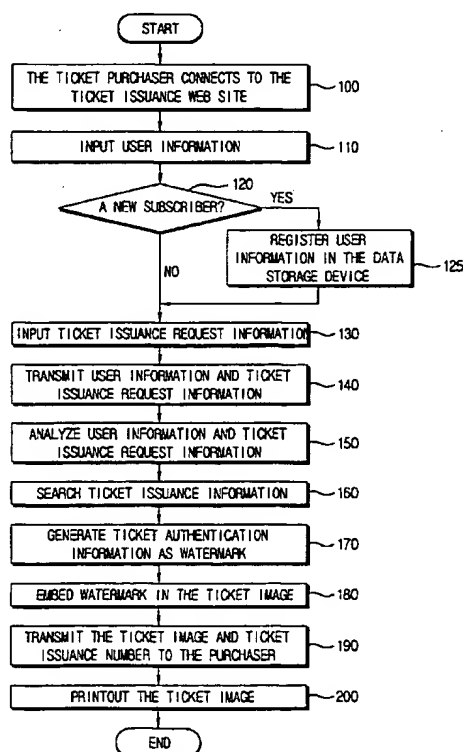 START
THE TICKET PURCHASER CONNECTS TO THE
TICKET ISSUANCE WEB SITE
100
INPUT USER INFORMATION
110
120
A NEW SUBSCRIBER?
YES
REGISTER USER
INFORMATION IN THE DATA
STORAGE DEVICE
125
NO
INPUT TICKET ISSUANCE REQUEST INFORMATION
130
TRANSMIT USER INFORMATION AND TICKET
ISSUANCE REQUEST INFORMATION
140
ANALYZE USER INFORMATION AND TICKET
ISSUANCE REQUEST INFORMATION
150
SEARCH TICKET ISSUANCE INFORMATION
160
GENERATE TICKET AUTHENTICATION
INFORMATION AS WATERMARK
170
EMBED WATERMARK IN THE TICKET IMAGE
180
TRANSMIT THE TICKET IMAGE AND TICKET
ISSUANCE NUMBER TO THE PURCHASER
190
PRINTOUT THE TICKET IMAGE
200
END